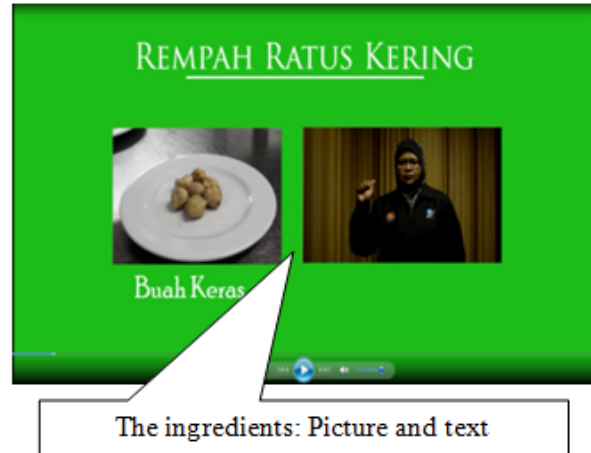 REMPAH RATUS KERING
Buah Keras
The ingredients: Picture and text